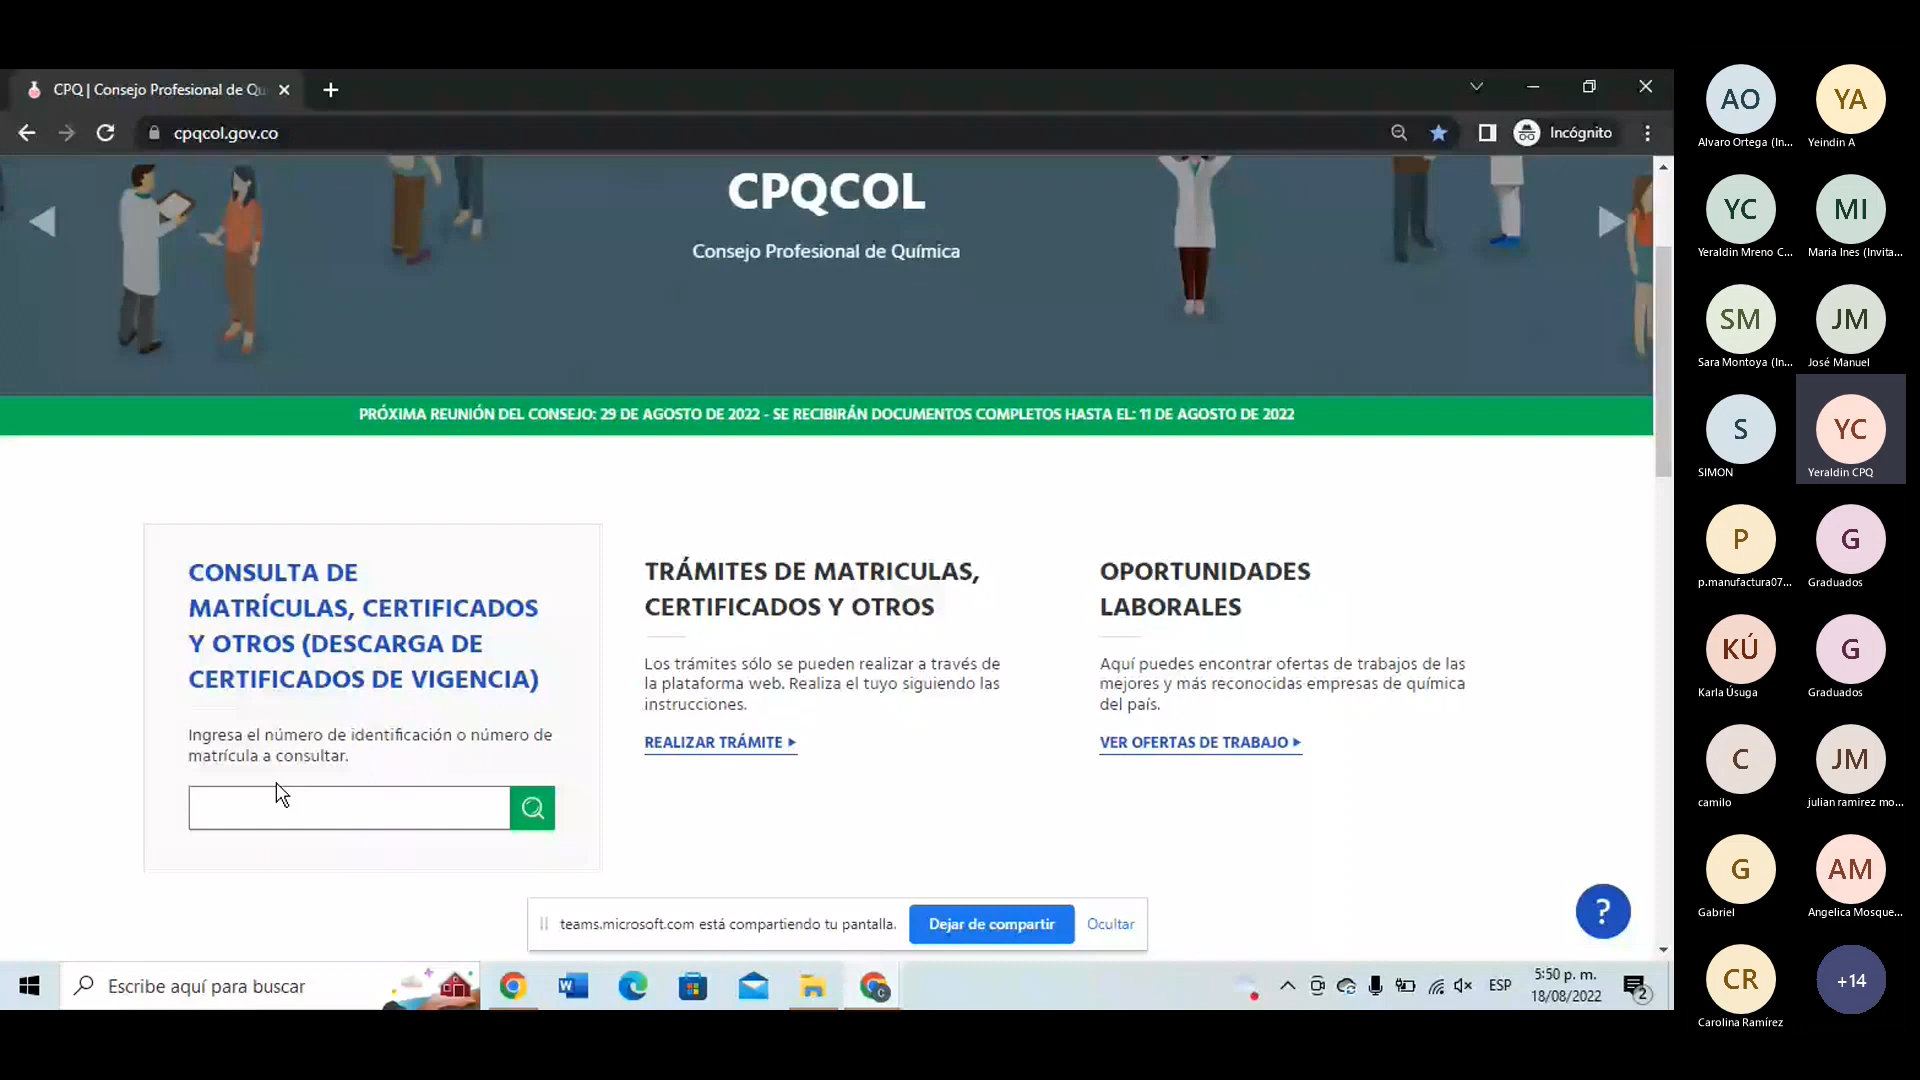 CPQ | Consejo Profesional de Qu
cpqcol.gov.co
Incógnito
CPQCOL
Consejo Profesional de Química
PRÓXIMA REUNIÓN DEL CONSEJO: 29 DE AGOSTO DE 2022 - SE RECIBIRÁN DOCUMENTOS COMPLETOS HASTA EL: 11 DE AGOSTO DE 2022
CONSULTA DE
MATRÍCULAS, CERTIFICADOS
Y OTROS (DESCARGA DE
CERTIFICADOS DE VIGENCIA)
Ingresa el número de identificación o número de
matrícula a consultar.
TRÁMITES DE MATRICULAS,
CERTIFICADOS Y OTROS
Los trámites sólo se pueden realizar a través de
la plataforma web. Realiza el tuyo siguiendo las
instrucciones.
REALIZAR TRÁMITE
OPORTUNIDADES
LABORALES
Aquí puedes encontrar ofertas de trabajos de las
mejores y más reconocidas empresas de química
del país.
VER OFERTAS DE TRABAJO
?
teams.microsoft.com está compartiendo tu pantalla.
Dejar de compartir
Ocultar
Escribe aquí para buscar
ESP
5:50 p. m.
18/08/2022
2
AO
Alvaro Ortega (In...
YA
Yeindin A
YC
Yeraldin Mreno C...
MI
Maria Ines (Invita...
SM
Sara Montoya (In...
JM
José Manuel
S
SIMON
YC
Yeraldin CPQ
P
p.manufactura07...
G
Graduados
KÚ
Karla Úsuga
G
Graduados
C
camilo
JM
julian ramirez mo...
G
Gabriel
AM
Angelica Mosque...
CR
Carolina Ramírez
+14